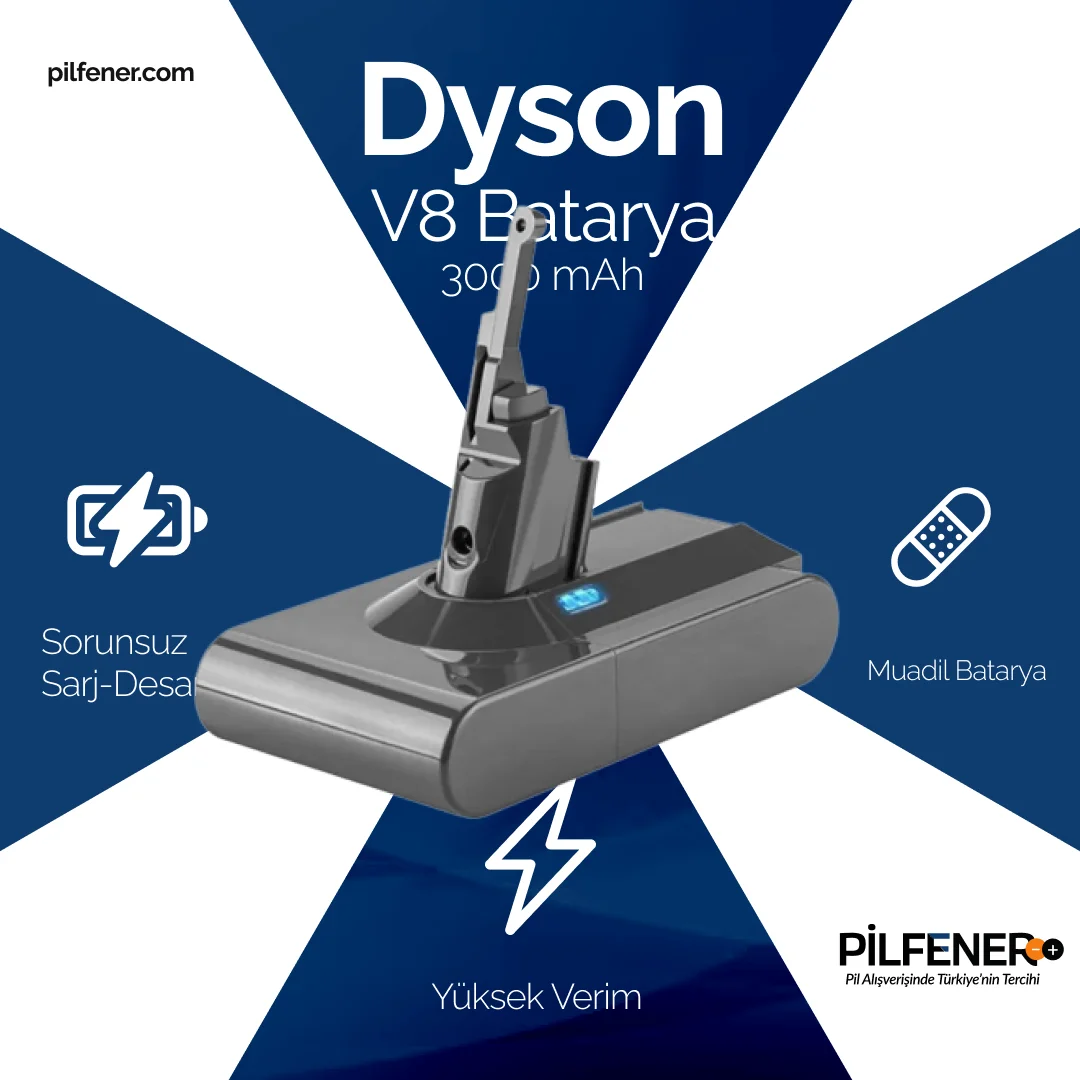 pilfener.com
Dyson
V8 Batarya
3000 mAh
Sorunsuz
Sarj-Desa
Muadil Batarya
Yüksek Verim
PİLFENER
Pil Alışverişinde Türkiye'nin Tercihi